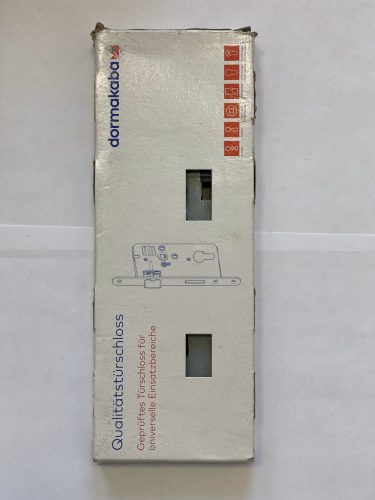 dormakaba
Qualitätstürschloss
Geprüftes Türschloss für
universelle Einsatzbereiche